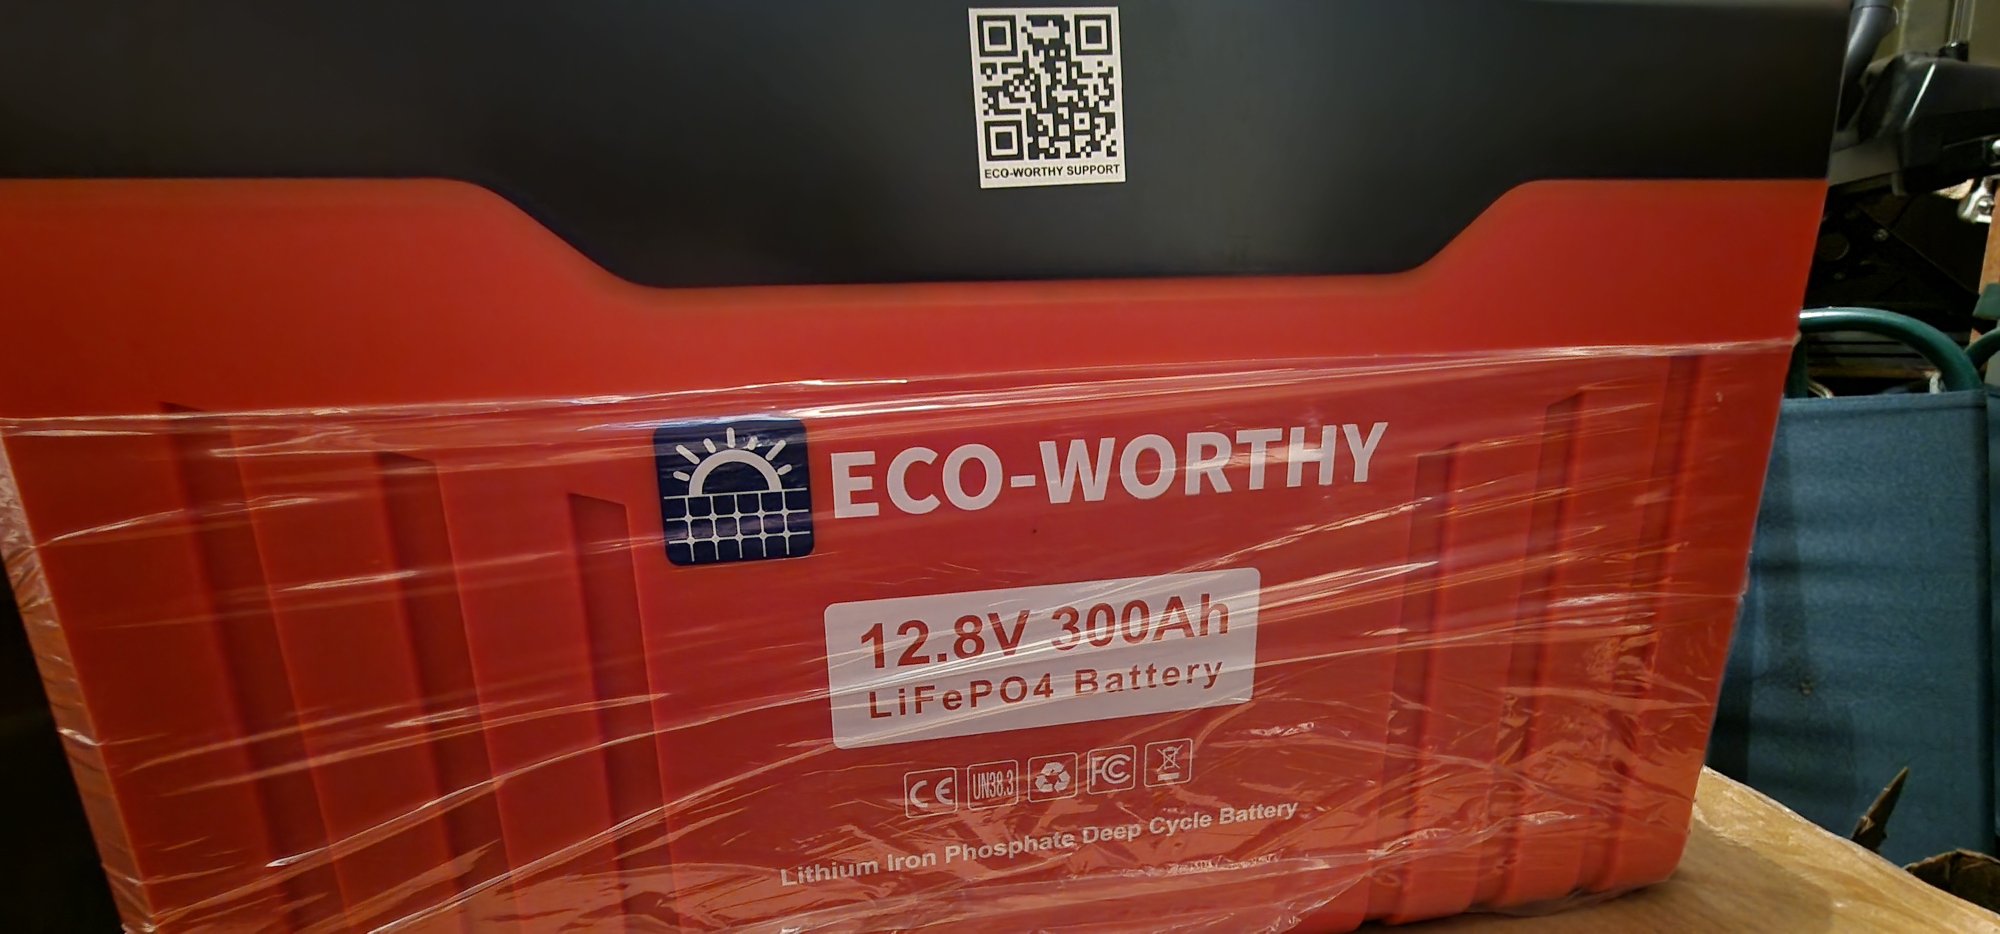 ECO-WORTHY SUPPORT
ECO-WORTHY
12.8V 300Ah
LiFePO4 Battery
CE UN38.3 FC
Lithium Iron Phosphate Deep Cycle Battery